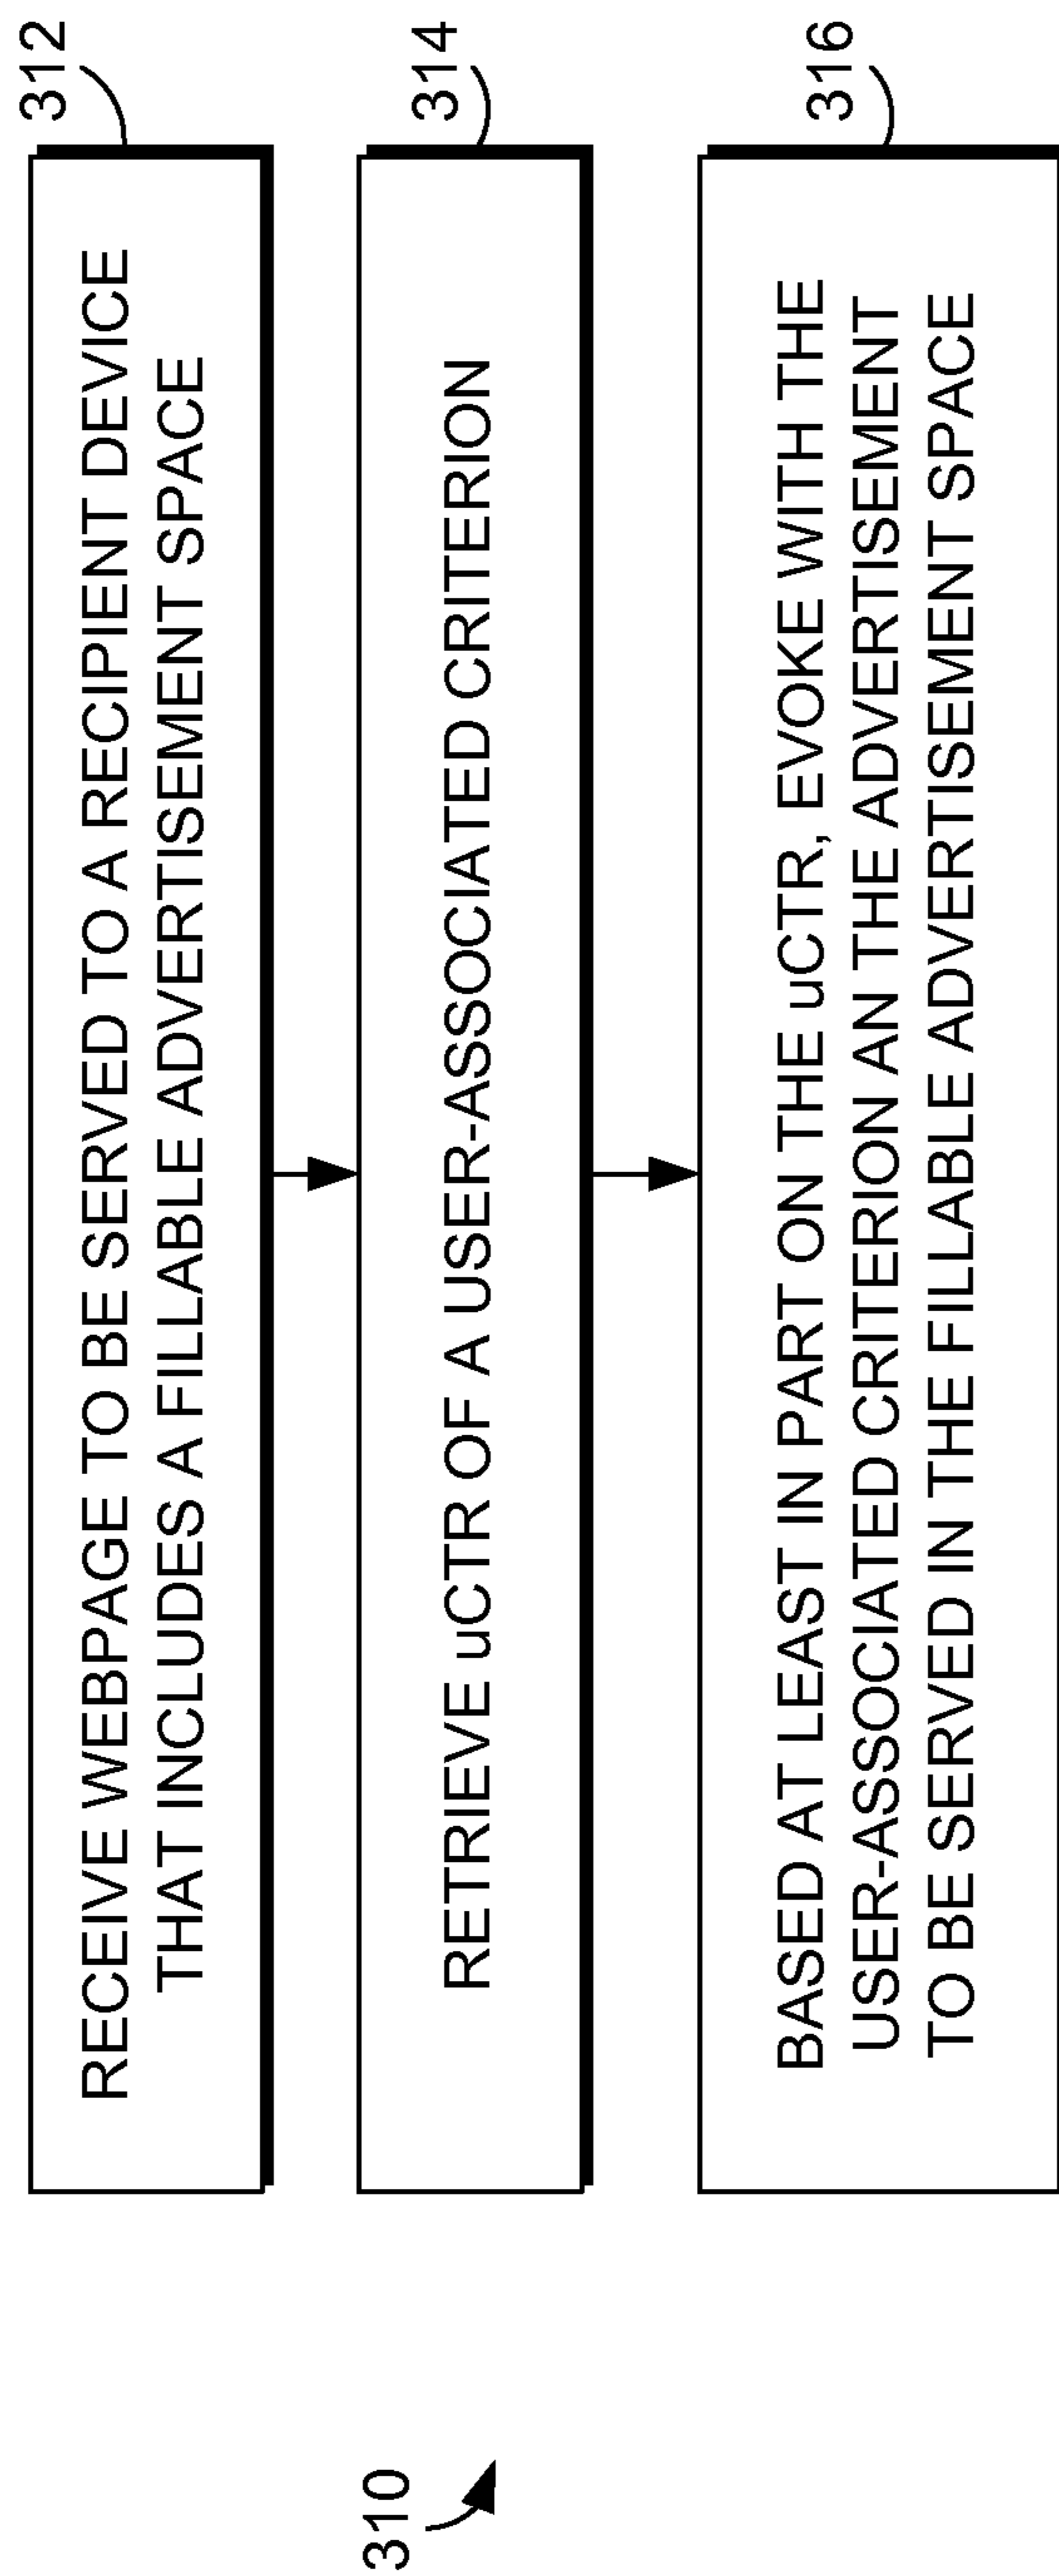 310
RECEIVE WEBPAGE TO BE SERVED TO A RECIPIENT DEVICE
THAT INCLUDES A FILLABLE ADVERTISEMENT SPACE
312
RETRIEVE uCTR OF A USER-ASSOCIATED CRITERION
314
BASED AT LEAST IN PART ON THE uCTR, EVOKE WITH THE
USER-ASSOCIATED CRITERION AN THE ADVERTISEMENT
TO BE SERVED IN THE FILLABLE ADVERTISEMENT SPACE
316